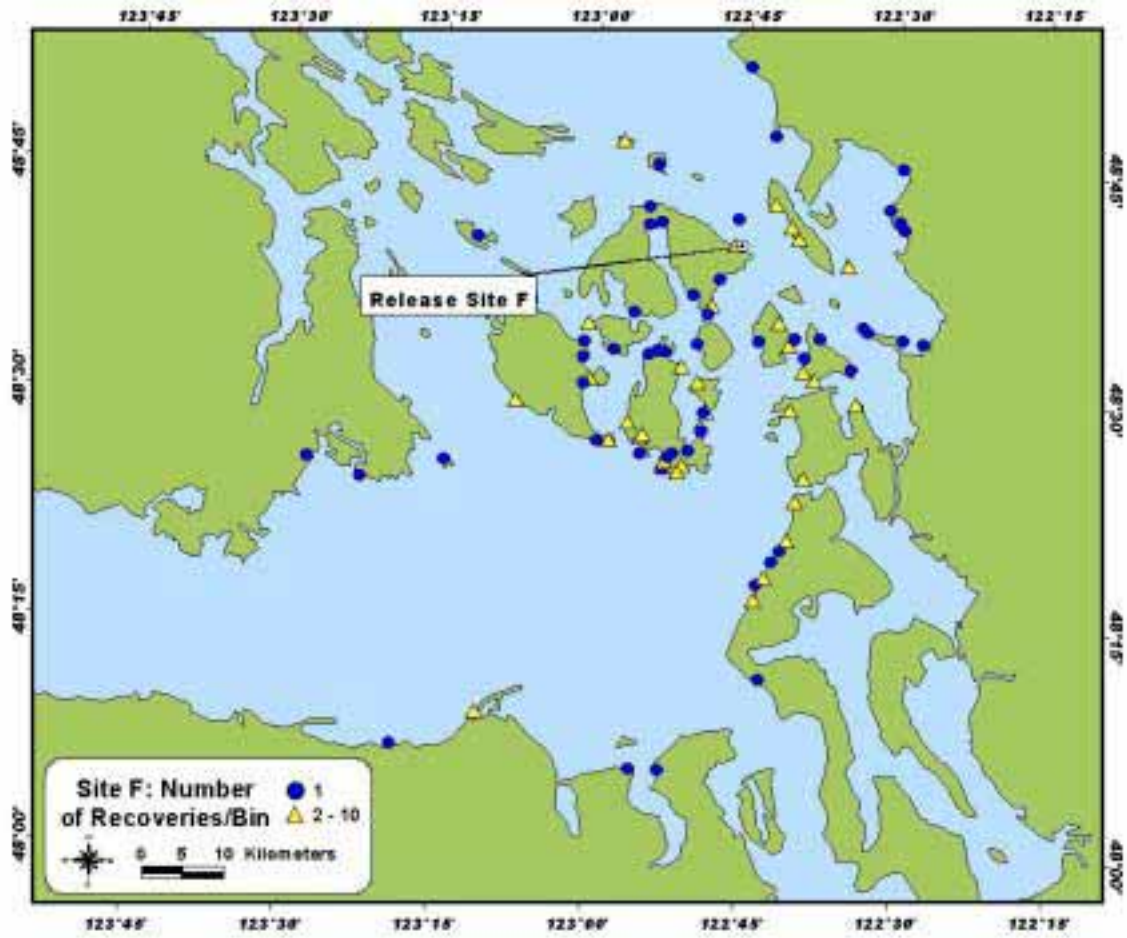 123°45' 123°30' 123°15' 123°00' 122°45' 122°30' 122°15'
48°45' 48°45'
Release Site F
48°30' 48°30'
48°15' 48°15'
Site F: Number 1
of Recoveries/Bin 2 - 10
0 5 10 Kilometers
48°00' 48°00'
123°45' 123°30' 123°15' 123°00' 122°45' 122°30' 122°15'